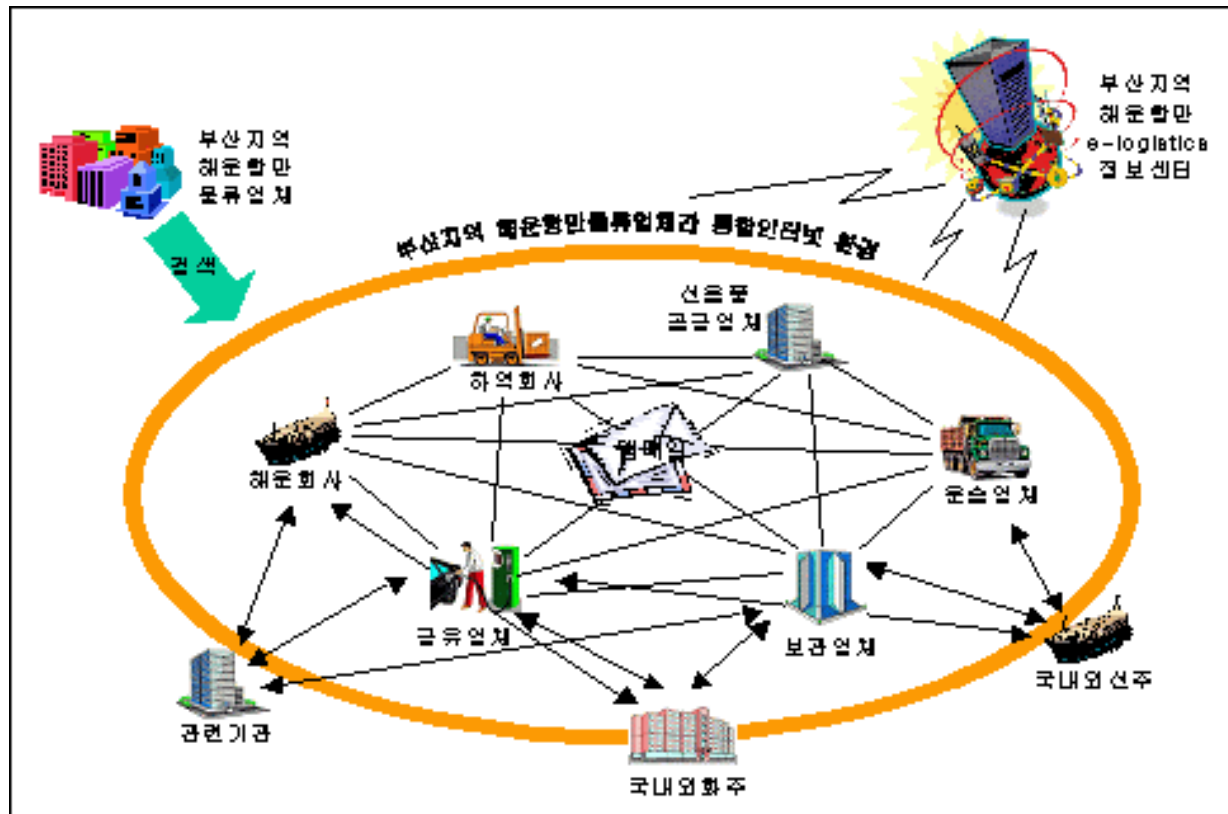 부산지역
해운항만
물류업체
부산지역
해운항만
e-logistics
정보센터
검색
부산지역 해운항만물류업체간 통합인터넷 환경
선용품
공급업체
하역회사
웹메일
해운회사
운송업체
급유업체
보관업체
국내외선주
관련기관
국내외화주